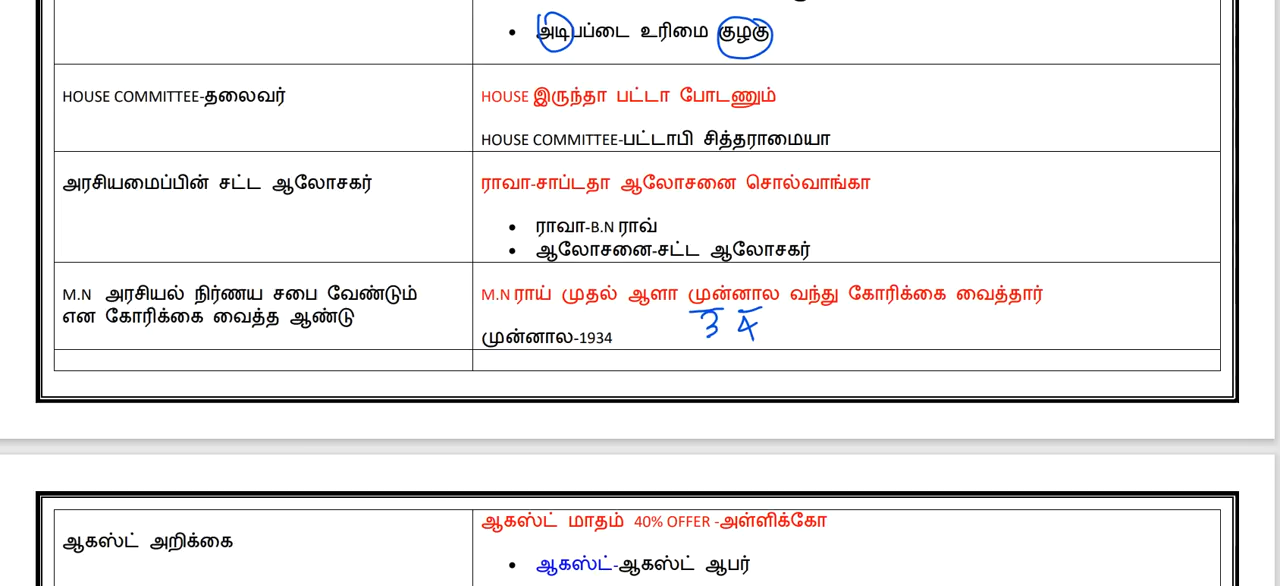 • அடிப்படை உரிமை குழகு
HOUSE COMMITTEE-தலைவர்
HOUSE இருந்தா பட்டா போடணும்
HOUSE COMMITTEE-பட்டாபி சித்தராமையா
அரசியமைப்பின் சட்ட ஆலோசகர்
ராவா-சாப்டதா ஆலோசனை சொல்வாங்கா
• ராவா-B.N ராவ்
• ஆலோசனை-சட்ட ஆலோசகர்
M.N அரசியல் நிர்ணய சபை வேண்டும்
என கோரிக்கை வைத்த ஆண்டு
M.N ராய் முதல் ஆளா முன்னால வந்து கோரிக்கை வைத்தார்
3 4
முன்னால-1934
ஆகஸ்ட் அறிக்கை
ஆகஸ்ட் மாதம் 40% OFFER -அள்ளிக்கோ
• ஆகஸ்ட்-ஆகஸ்ட் ஆபர்